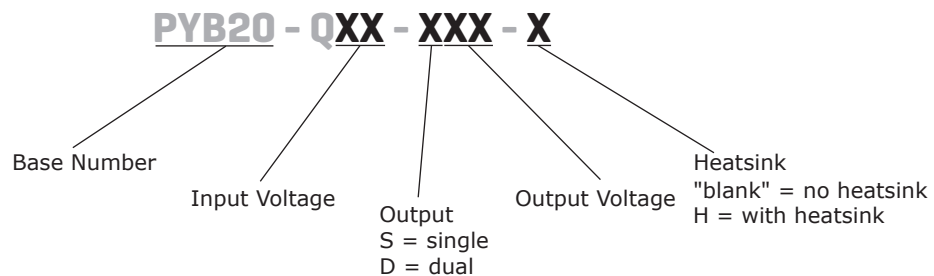 PYB20 - QXX - XXX - X
Base Number
Input Voltage
Output
S = single
D = dual
Output Voltage
Heatsink
"blank" = no heatsink
H = with heatsink